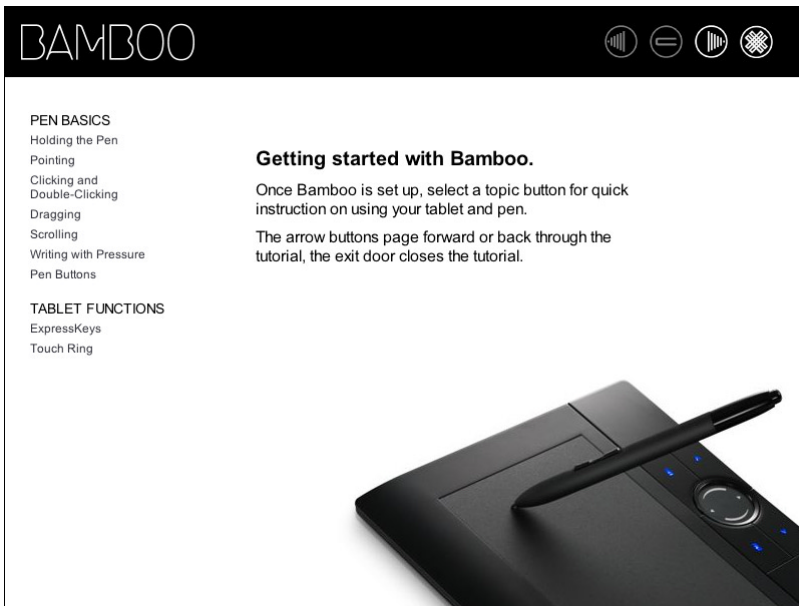 BAMBOO
PEN BASICS
Holding the Pen
Pointing
Clicking and
Double-Clicking
Dragging
Scrolling
Writing with Pressure
Pen Buttons
TABLET FUNCTIONS
ExpressKeys
Touch Ring
Getting started with Bamboo.
Once Bamboo is set up, select a topic button for quick
instruction on using your tablet and pen.
The arrow buttons page forward or back through the
tutorial, the exit door closes the tutorial.